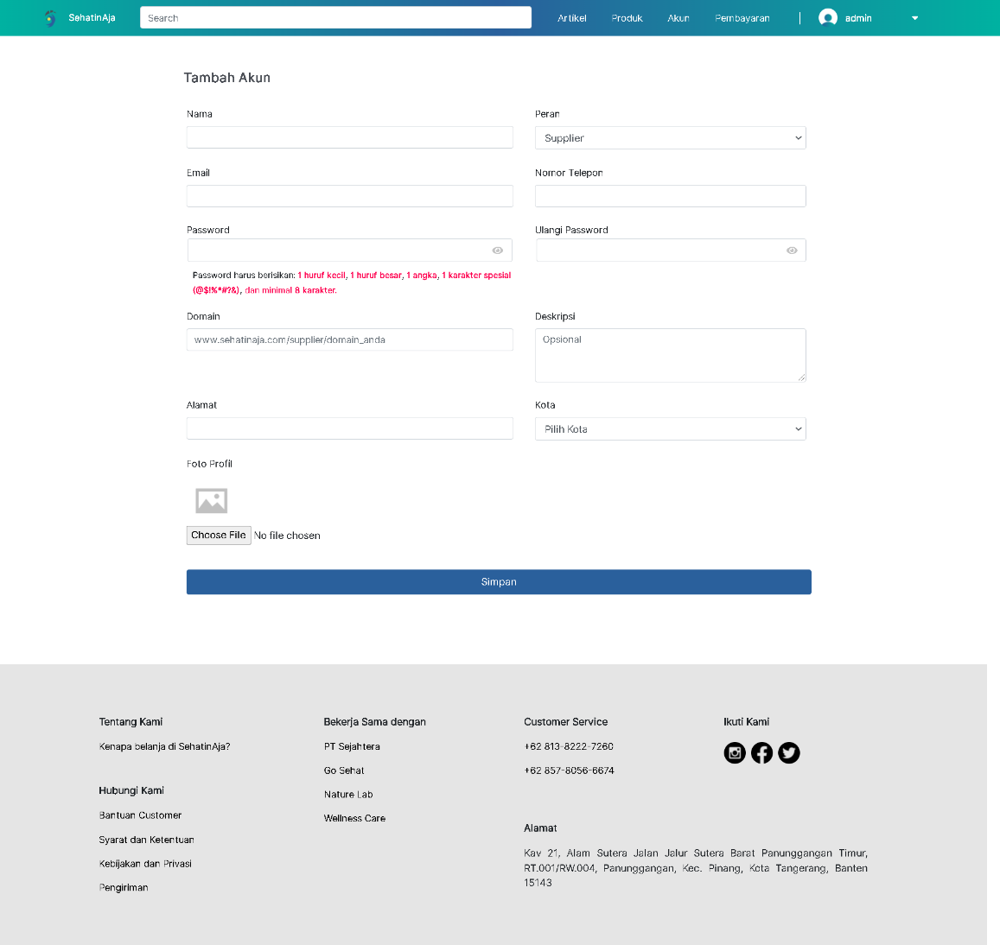 SehatinAja
Search
Artikel
Produk
Akun
Pembayaran
admin
Tambah Akun
Nama
Peran
Supplier
Email
Nomor Telepon
Password
Ulangi Password
Password harus berisikan: 1 huruf kecil, 1 huruf besar, 1 angka, 1 karakter spesial
(@$!%*#?&), dan minimal 8 karakter.
Domain
Deskripsi
www.sehatinaja.com/supplier/domain_anda
Opsional
Alamat
Kota
Pilih Kota
Foto Profil
Choose File No file chosen
Simpan
Tentang Kami
Kenapa belanja di SehatinAja?
Hubungi Kami
Bantuan Customer
Syarat dan Ketentuan
Kebijakan dan Privasi
Pengiriman
Bekerja Sama dengan
PT Sejahtera
Go Sehat
Nature Lab
Wellness Care
Customer Service
+62 813-8222-7260
+62 857-8056-6674
Alamat
Kav 21, Alam Sutera Jalan Jalur Sutera Barat Panunggangan Timur,
RT.001/RW.004, Panunggangan, Kec. Pinang, Kota Tangerang, Banten
15143
Ikuti Kami